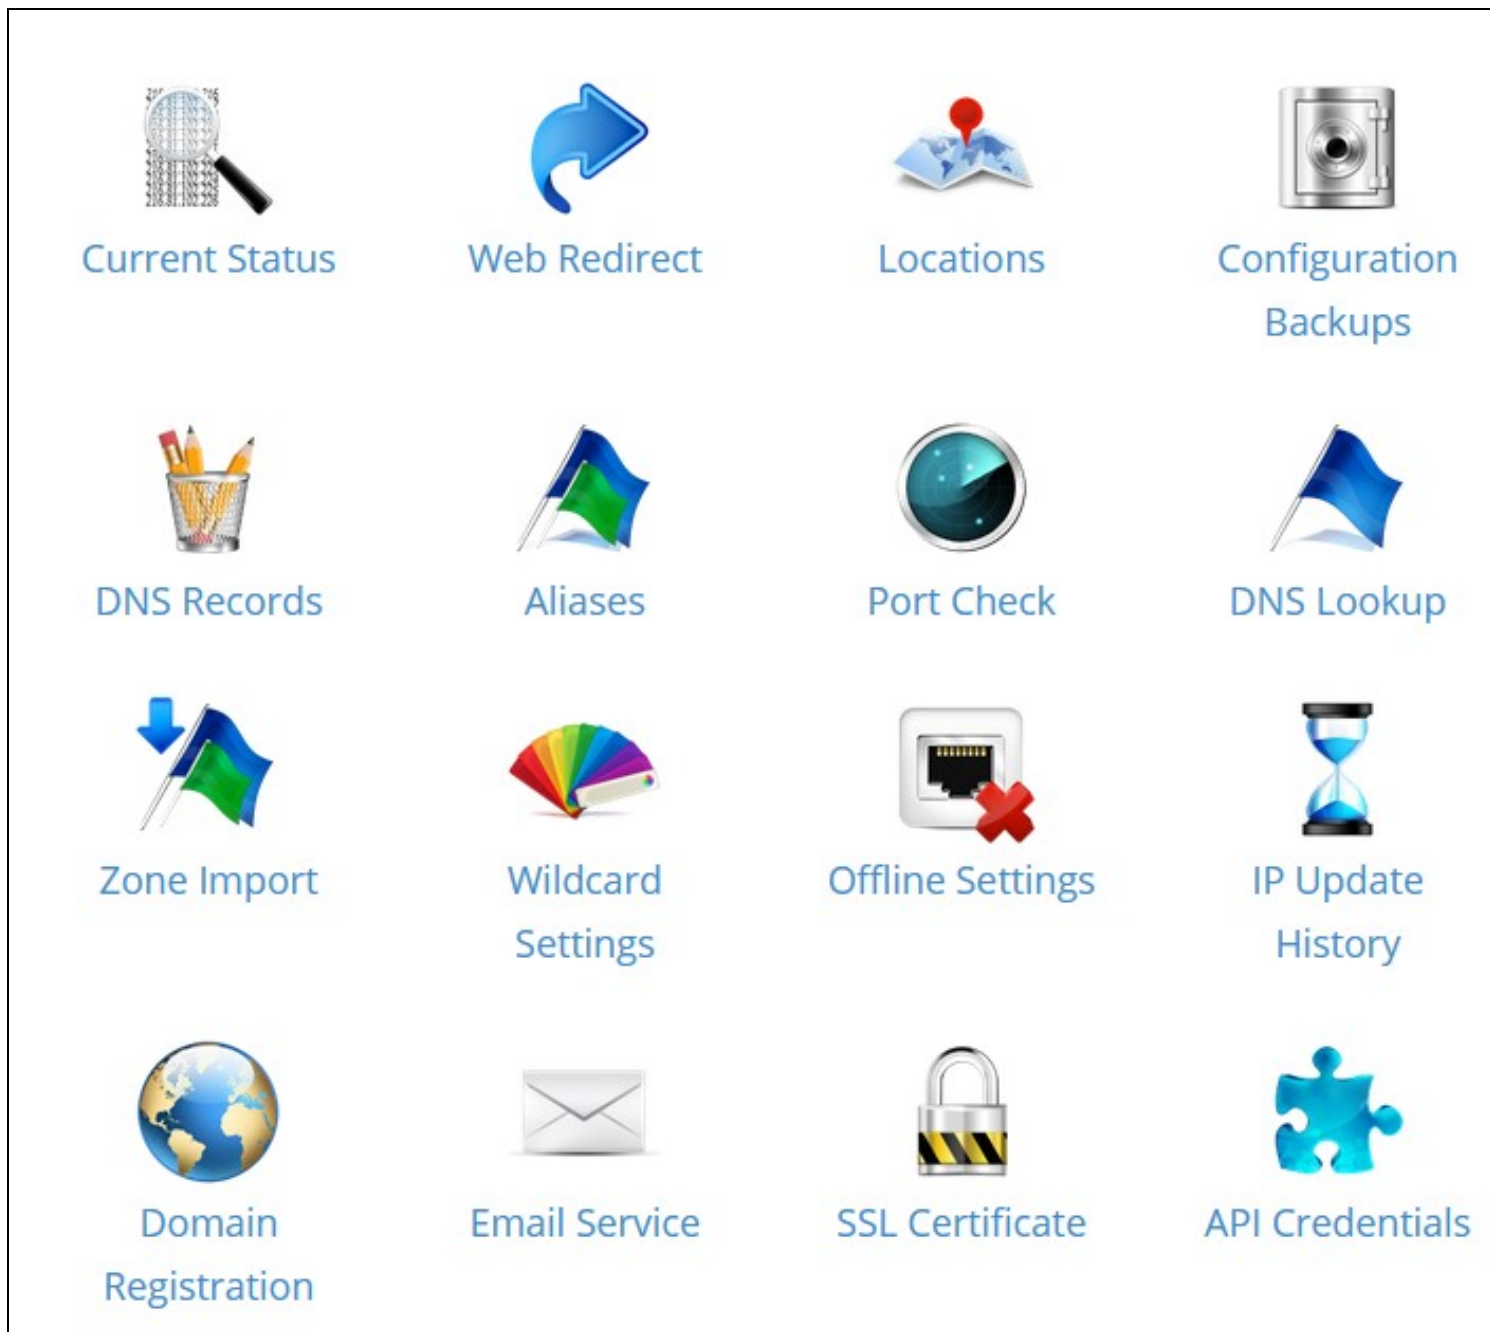 Current Status
Web Redirect
Locations
Configuration
Backups
DNS Records
Aliases
Port Check
DNS Lookup
Zone Import
Wildcard
Settings
Offline Settings
IP Update
History
Domain
Registration
Email Service
SSL Certificate
API Credentials